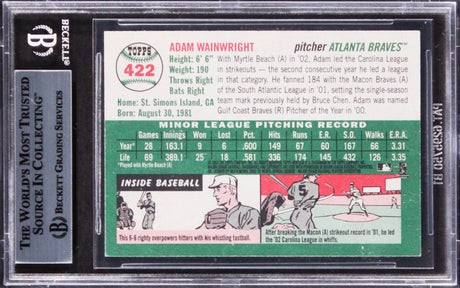 BECKETT
THE WORLD'S MOST TRUSTED
SOURCE IN COLLECTING™
BECKETT GRADING SERVICES
TOPPS
422
ADAM WAINWRIGHT
pitcher ATLANTA BRAVES™
Height: 6' 6"
Weight: 190
Throws Right
Bats Right
Home: St. Simons Island, GA
Born: August 30, 1981
With Myrtle Beach (A) in '02, Adam led the Carolina
League in strikeouts — the second consecutive year he led
a league. He fanned 184 with the Macon Braves (A)
of the South Atlantic League in '01, setting the single-season
team mark previously held by Bruce Chen. Adam was
named Gulf Coast Braves (R) Pitcher of the Year in '00.
MINOR LEAGUE PITCHING RECORD
Games I.P. Won Lost Pct. Hits Runs E.R. SO. Walks E.R.A.
Year 28 163.1 9 6 .600 149 67 60 167 66 3.31
Life 69 389.1 25 18 .581 334 174 145 432 126 3.35
*Played with Myrtle Beach (A)
INSIDE BASEBALL
This 6-6 righty overpowers hitters with his whistling fastball.
After breaking the Macon (A) strikeout record in '01, he led
the '02 Carolina League in whiffs.